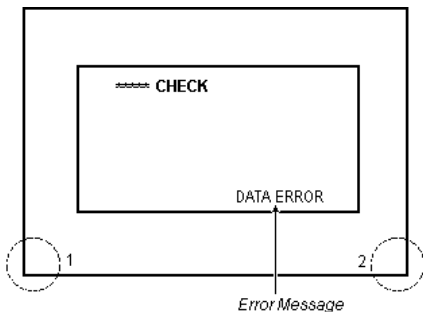 ***** CHECK
DATA ERROR
1
2
Error Message